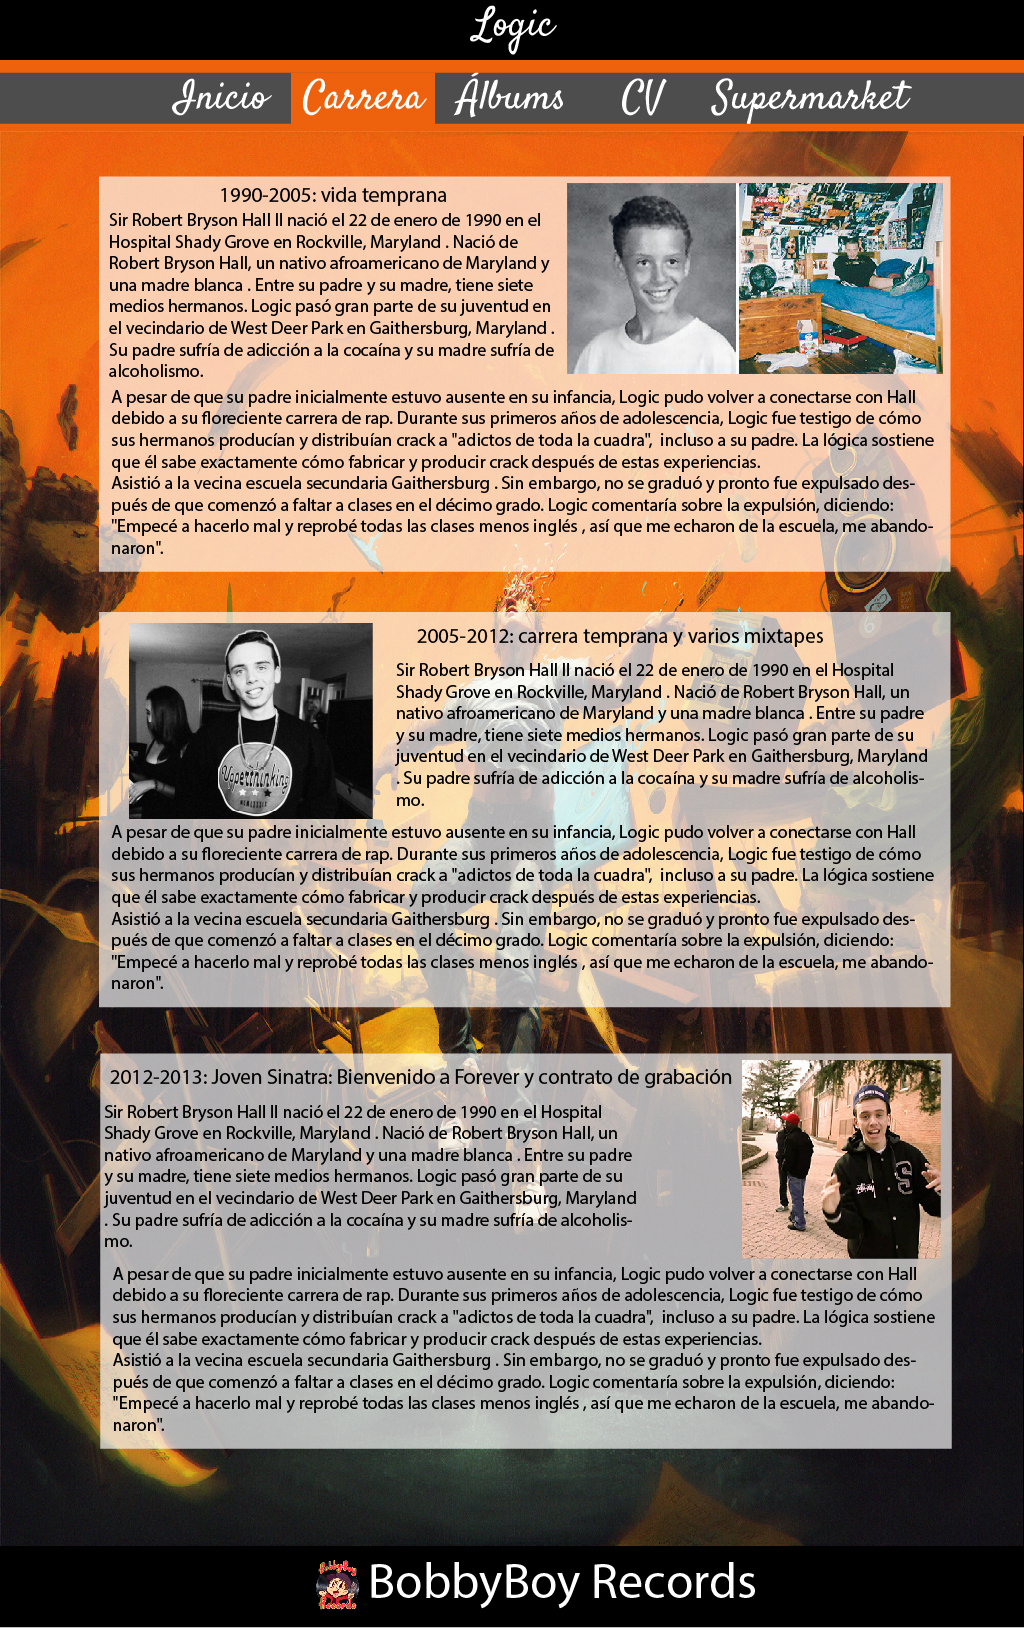 Logic
Inicio Carrera Álbums CV Supermarket
1990-2005: vida temprana
Sir Robert Bryson Hall II nació el 22 de enero de 1990 en el
Hospital Shady Grove en Rockville, Maryland . Nació de
Robert Bryson Hall, un nativo afroamericano de Maryland y
una madre blanca . Entre su padre y su madre, tiene siete
medios hermanos. Logic pasó gran parte de su juventud en
el vecindario de West Deer Park en Gaithersburg, Maryland .
Su padre sufría de adicción a la cocaína y su madre sufría de
alcoholismo.
A pesar de que su padre inicialmente estuvo ausente en su infancia, Logic pudo volver a conectarse con Hall
debido a su floreciente carrera de rap. Durante sus primeros años de adolescencia, Logic fue testigo de cómo
sus hermanos producían y distribuían crack a "adictos de toda la cuadra", incluso a su padre. La lógica sostiene
que él sabe exactamente cómo fabricar y producir crack después de estas experiencias.
Asistió a la vecina escuela secundaria Gaithersburg . Sin embargo, no se graduó y pronto fue expulsado des-
pués de que comenzó a faltar a clases en el décimo grado. Logic comentaría sobre la expulsión, diciendo:
"Empecé a hacerlo mal y reprobé todas las clases menos inglés , así que me echaron de la escuela, me abando-
naron".
2005-2012: carrera temprana y varios mixtapes
Sir Robert Bryson Hall II nació el 22 de enero de 1990 en el Hospital
Shady Grove en Rockville, Maryland . Nació de Robert Bryson Hall, un
nativo afroamericano de Maryland y una madre blanca . Entre su padre
y su madre, tiene siete medios hermanos. Logic pasó gran parte de su
juventud en el vecindario de West Deer Park en Gaithersburg, Maryland
. Su padre sufría de adicción a la cocaína y su madre sufría de alcoholis-
mo.
Uppertrunking
A pesar de que su padre inicialmente estuvo ausente en su infancia, Logic pudo volver a conectarse con Hall
debido a su floreciente carrera de rap. Durante sus primeros años de adolescencia, Logic fue testigo de cómo
sus hermanos producían y distribuían crack a "adictos de toda la cuadra", incluso a su padre. La lógica sostiene
que él sabe exactamente cómo fabricar y producir crack después de estas experiencias.
Asistió a la vecina escuela secundaria Gaithersburg . Sin embargo, no se graduó y pronto fue expulsado des-
pués de que comenzó a faltar a clases en el décimo grado. Logic comentaría sobre la expulsión, diciendo:
"Empecé a hacerlo mal y reprobé todas las clases menos inglés , así que me echaron de la escuela, me abando-
naron".
2012-2013: Joven Sinatra: Bienvenido a Forever y contrato de grabación
Sir Robert Bryson Hall II nació el 22 de enero de 1990 en el Hospital
Shady Grove en Rockville, Maryland . Nació de Robert Bryson Hall, un
nativo afroamericano de Maryland y una madre blanca . Entre su padre
y su madre, tiene siete medios hermanos. Logic pasó gran parte de su
juventud en el vecindario de West Deer Park en Gaithersburg, Maryland
. Su padre sufría de adicción a la cocaína y su madre sufría de alcoholis-
mo.
S
A pesar de que su padre inicialmente estuvo ausente en su infancia, Logic pudo volver a conectarse con Hall
debido a su floreciente carrera de rap. Durante sus primeros años de adolescencia, Logic fue testigo de cómo
sus hermanos producían y distribuían crack a "adictos de toda la cuadra", incluso a su padre. La lógica sostiene
que él sabe exactamente cómo fabricar y producir crack después de estas experiencias.
Asistió a la vecina escuela secundaria Gaithersburg . Sin embargo, no se graduó y pronto fue expulsado des-
pués de que comenzó a faltar a clases en el décimo grado. Logic comentaría sobre la expulsión, diciendo:
"Empecé a hacerlo mal y reprobé todas las clases menos inglés , así que me echaron de la escuela, me abando-
naron".
BobbyBoy
Records
BobbyBoy Records